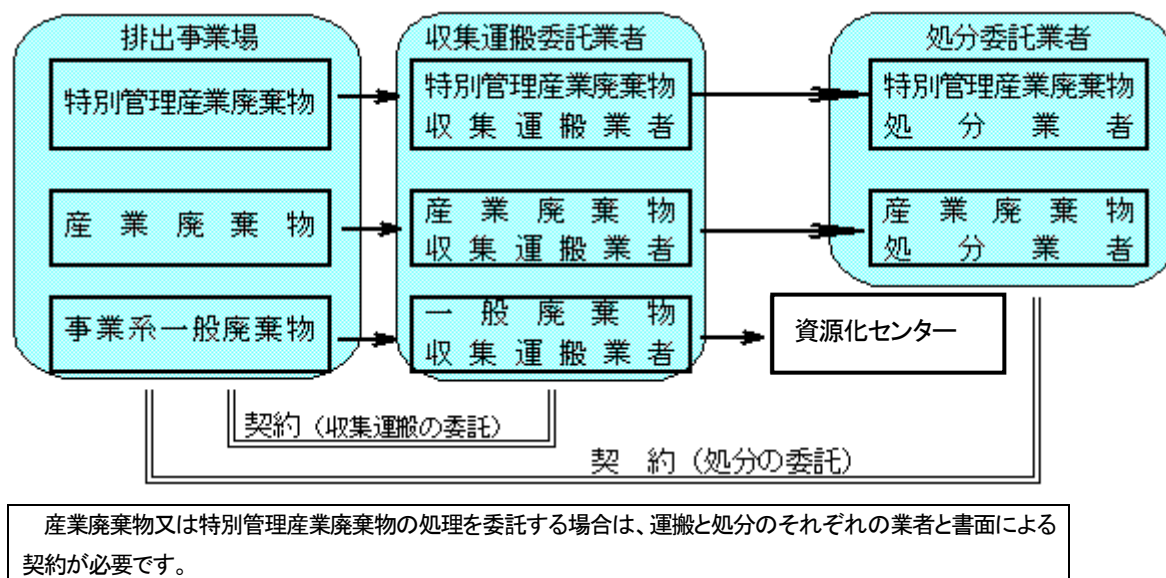 排出事業場
収集運搬委託業者
処分委託業者
特別管理産業廃棄物
特別管理産業廃棄物
収集運搬業者
特別管理産業廃棄物
処分業者
産業廃棄物
産業廃棄物
収集運搬業者
産業廃棄物
処分業者
事業系一般廃棄物
一般廃棄物
収集運搬業者
資源化センター
契約（収集運搬の委託）
契約（処分の委託）
産業廃棄物又は特別管理産業廃棄物の処理を委託する場合は、運搬と処分のそれぞれの業者と書面による
契約が必要です。